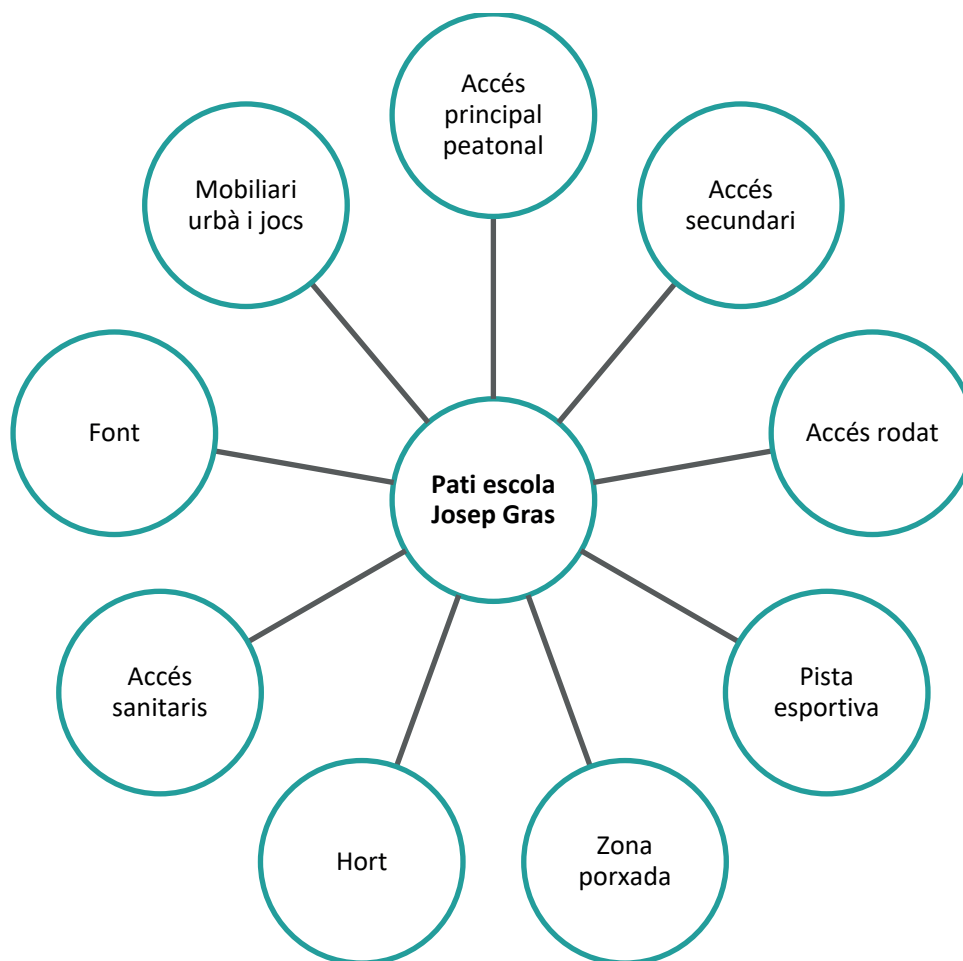 Accés
principal
peatonal
Accés
secundari
Accés rodat
Pista
esportiva
Zona
porxada
Hort
Accés
sanitaris
Font
Mobiliari
urbà i jocs
Pati escola
Josep Gras